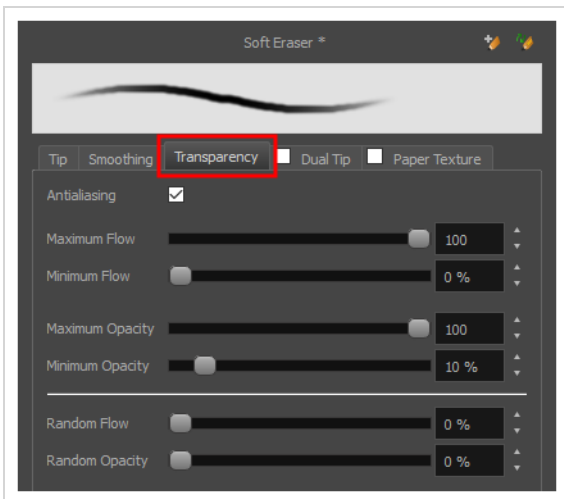 Soft Eraser *
Tip Smoothing Transparency Dual Tip Paper Texture
Antialiasing
Maximum Flow 100
Minimum Flow 0 %
Maximum Opacity 100
Minimum Opacity 10 %
Random Flow 0 %
Random Opacity 0 %